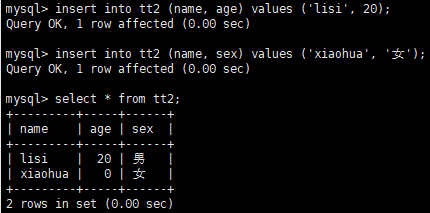 mysql> insert into tt2 (name, age) values ('lisi', 20);
Query OK, 1 row affected (0.00 sec)
mysql> insert into tt2 (name, sex) values ('xiaohua', '女');
Query OK, 1 row affected (0.00 sec)
mysql> select * from tt2;
+---------+-----+------+
| name    | age | sex  |
+---------+-----+------+
| lisi    |  20 | 男   |
| xiaohua |   0 | 女   |
+---------+-----+------+
2 rows in set (0.00 sec)